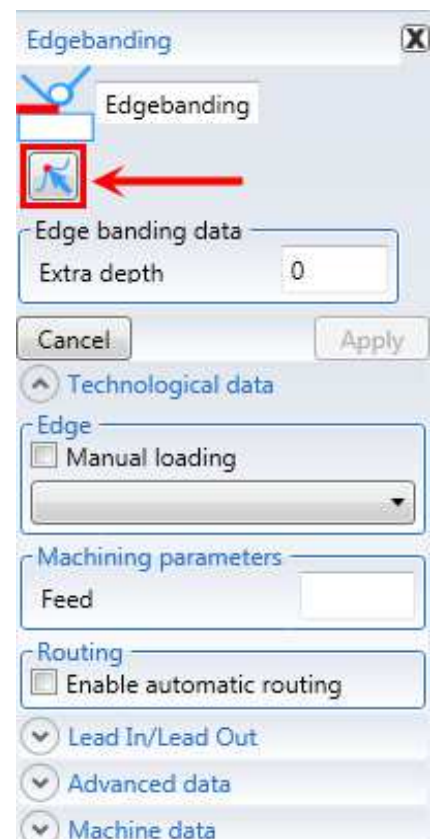 Edgebanding X
Edgebanding
Edge banding data
Extra depth 0
Cancel Apply
Technological data
Edge
Manual loading
Machining parameters
Feed
Routing
Enable automatic routing
Lead In/Lead Out
Advanced data
Machine data